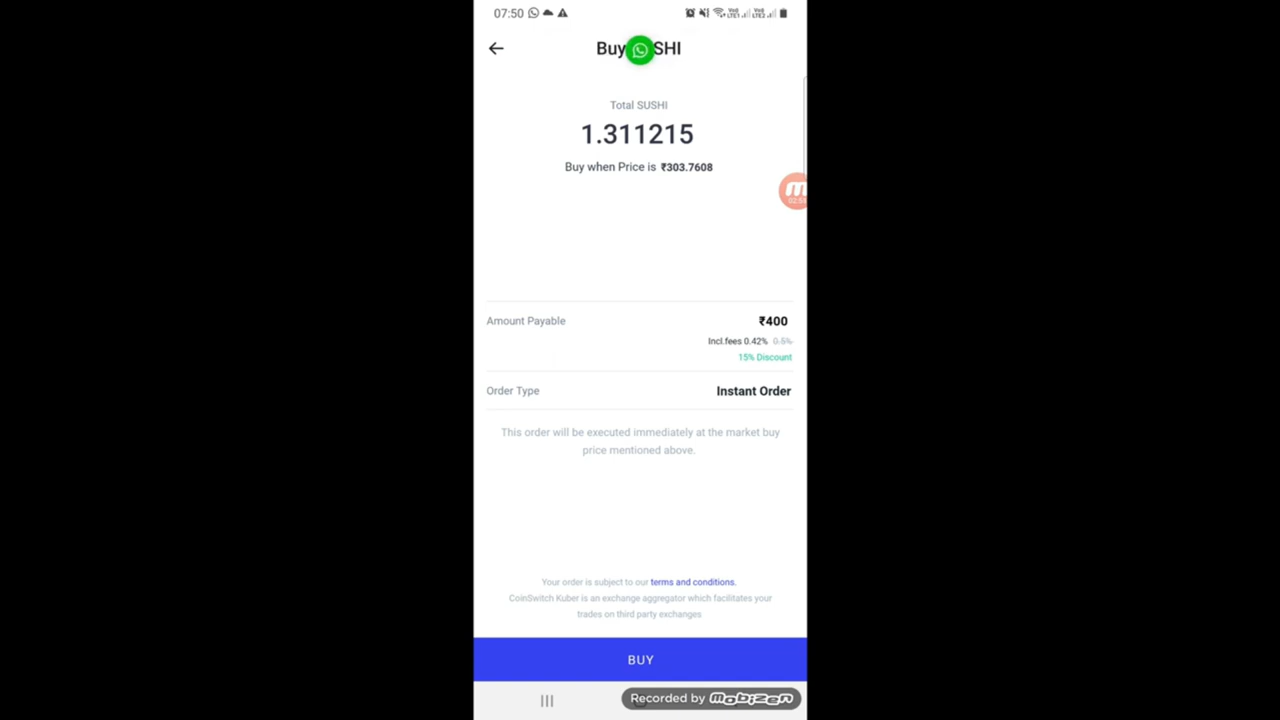 07:50
Buy SHI
Total SUSHI
1.311215
Buy when Price is ₹303.7608
Amount Payable ₹400
Incl.fees 0.42% 0.5%
15% Discount
Order Type Instant Order
This order will be executed immediately at the market buy
price mentioned above.
Your order is subject to our terms and conditions.
CoinSwitch Kuber is an exchange aggregator which facilitates your
trades on third party exchanges
BUY
Recorded by mobizen